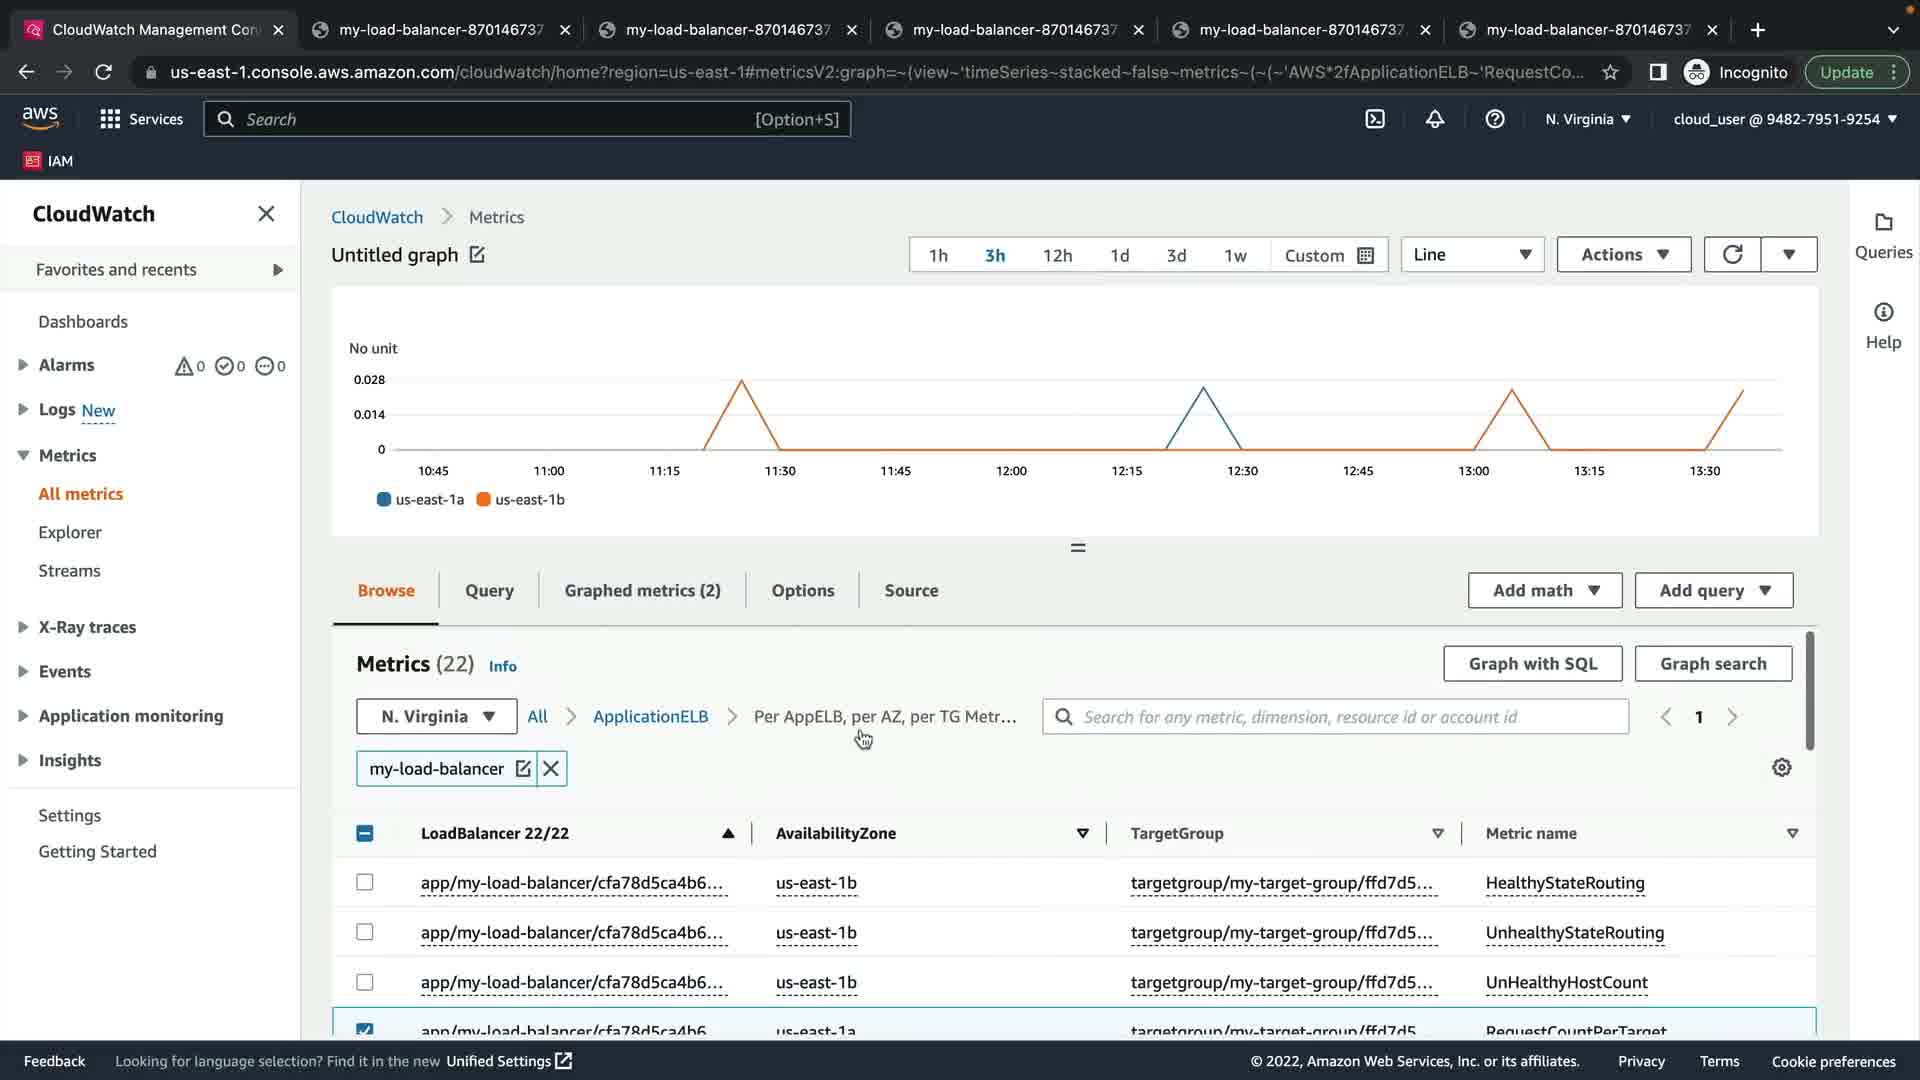 CloudWatch Management Con
my-load-balancer-870146737
my-load-balancer-870146737
my-load-balancer-870146737
my-load-balancer-870146737
my-load-balancer-870146737
us-east-1.console.aws.amazon.com/cloudwatch/home?region=us-east-1#metricsV2:graph=~(view~'timeSeries~stacked~false~metrics~(~(~'AWS*2fApplicationELB~'RequestCo...
Incognito
Update
aws
Services
Search
[Option+S]
N. Virginia
cloud_user @ 9482-7951-9254
IAM
CloudWatch
Favorites and recents
Dashboards
Alarms
0
0
0
Logs New
Metrics
All metrics
Explorer
Streams
X-Ray traces
Events
Application monitoring
Insights
Settings
Getting Started
CloudWatch
Metrics
Untitled graph
1h
3h
12h
1d
3d
1w
Custom
Line
Actions
Queries
Help
No unit
0.028
0.014
0
10:45
11:00
11:15
11:30
11:45
12:00
12:15
12:30
12:45
13:00
13:15
13:30
us-east-1a
us-east-1b
Browse
Query
Graphed metrics (2)
Options
Source
Add math
Add query
Metrics (22) Info
Graph with SQL
Graph search
N. Virginia
All
ApplicationELB
Per AppELB, per AZ, per TG Metr...
Search for any metric, dimension, resource id or account id
1
my-load-balancer
LoadBalancer 22/22
AvailabilityZone
TargetGroup
Metric name
app/my-load-balancer/cfa78d5ca4b6...
us-east-1b
targetgroup/my-target-group/ffd7d5...
HealthyStateRouting
app/my-load-balancer/cfa78d5ca4b6...
us-east-1b
targetgroup/my-target-group/ffd7d5...
UnhealthyStateRouting
app/my-load-balancer/cfa78d5ca4b6...
us-east-1b
targetgroup/my-target-group/ffd7d5...
UnHealthyHostCount
app/my-load-balancer/cfa78d5ca4b6...
us-east-1a
targetgroup/my-target-group/ffd7d5...
RequestCountPerTarget
Feedback
Looking for language selection? Find it in the new Unified Settings
© 2022, Amazon Web Services, Inc. or its affiliates.
Privacy
Terms
Cookie preferences